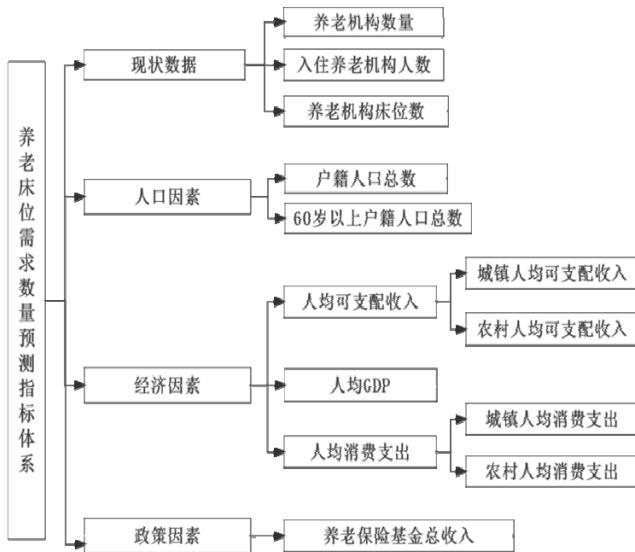 养老床位需求数量预测指标体系
现状数据
养老机构数量
入住养老机构人数
养老机构床位数
人口因素
户籍人口总数
60岁以上户籍人口总数
经济因素
人均可支配收入
城镇人均可支配收入
农村人均可支配收入
人均GDP
人均消费支出
城镇人均消费支出
农村人均消费支出
政策因素
养老保险基金总收入